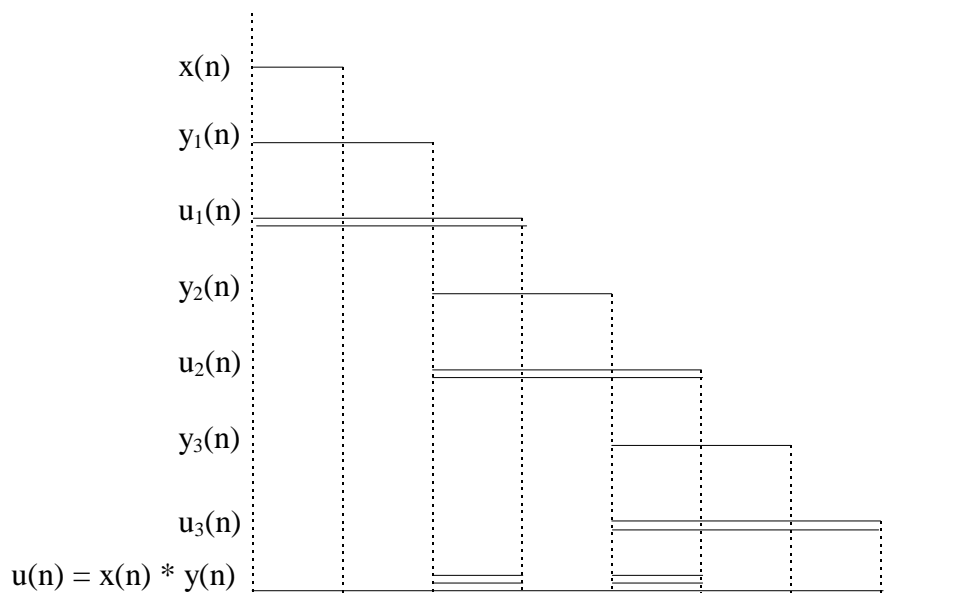 x(n)
y₁(n)
u₁(n)
y₂(n)
u₂(n)
y₃(n)
u₃(n)
u(n) = x(n) * y(n)